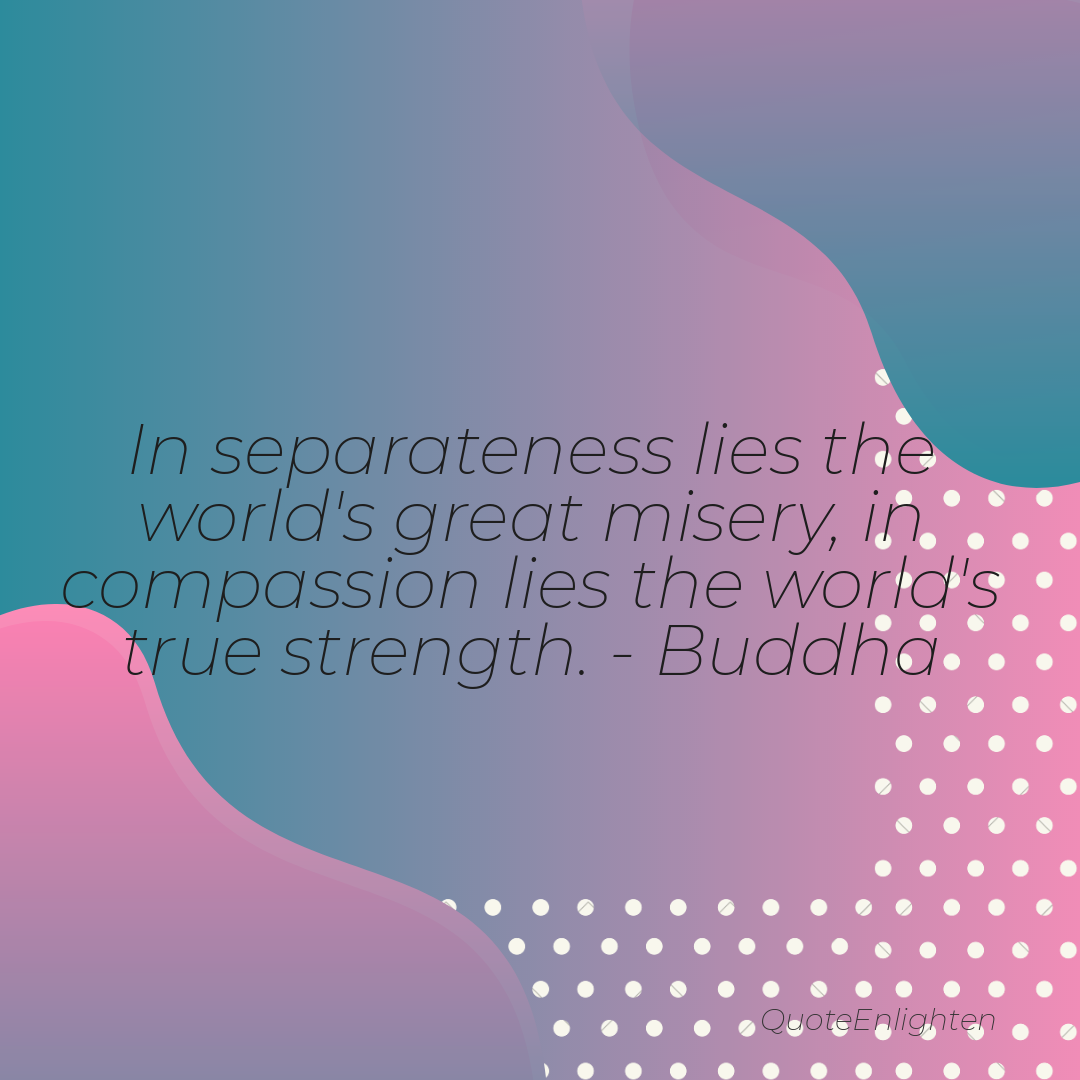 In separateness lies the
world's great misery, in
compassion lies the world's
true strength. - Buddha
QuoteEnlighten